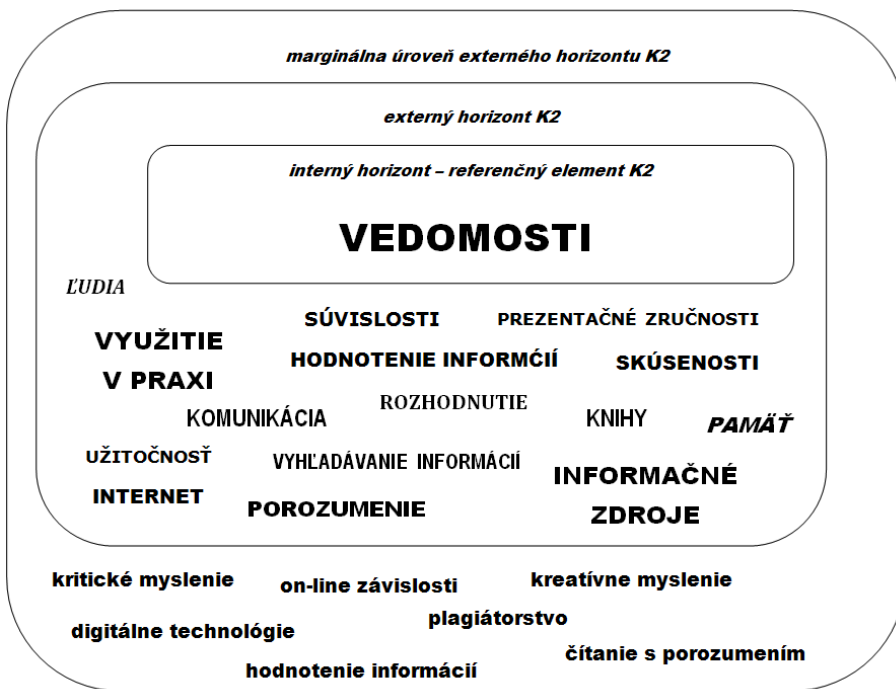 marginálna úroveň externého horizontu K2
externý horizont K2
interný horizont – referenčný element K2
VEDOMOSTI
ĽUDIA
SÚVISLOSTI
PREZENTAČNÉ ZRUČNOSTI
VYUŽITIE
V PRAXI
HODNOTENIE INFORMĆIÍ
SKÚSENOSTI
ROZHODNUTIE
KOMUNIKÁCIA
KNIHY
PAMÄŤ
UŽITOČNOSŤ
VYHĽADÁVANIE INFORMÁCIÍ
INFORMAČNÉ
ZDROJE
INTERNET
POROZUMENIE
kritické myslenie
on-line závislosti
kreatívne myslenie
plagiátorstvo
digitálne technológie
čítanie s porozumením
hodnotenie informácií